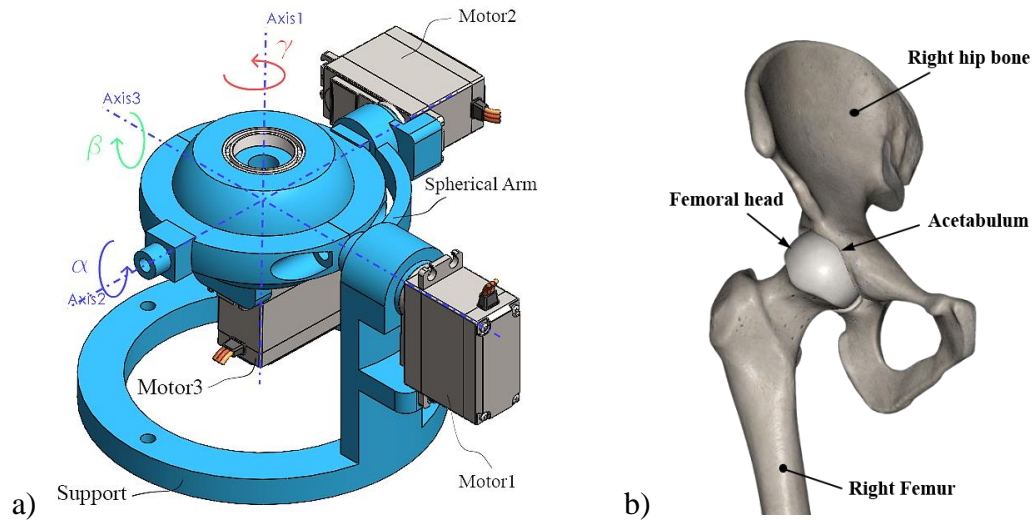 Axis1
Motor2
γ
Axis3
β
Spherical Arm
α
Axis2
Motor3
Motor1
Support
a)
Right hip bone
Femoral head
Acetabulum
Right Femur
b)